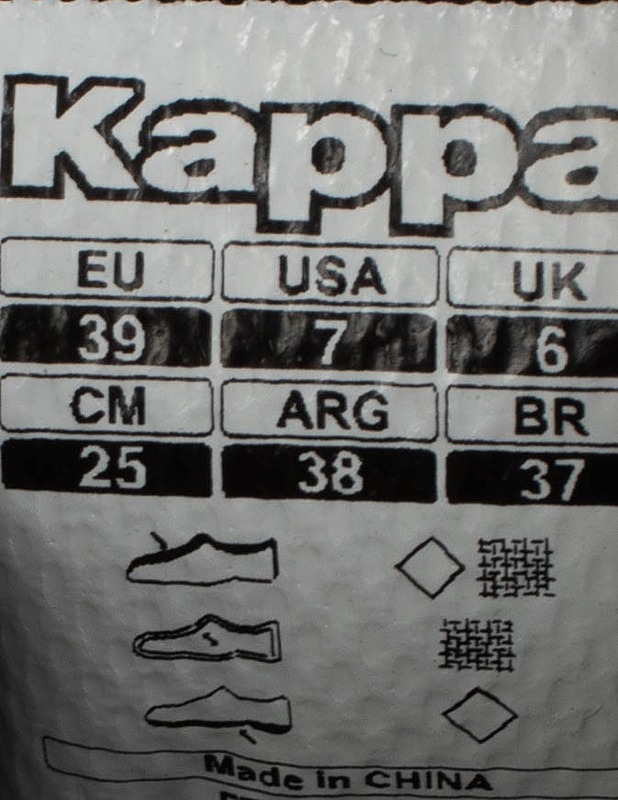 Kappa
EU USA UK
39 7 6
CM ARG BR
25 38 37
Made in CHINA